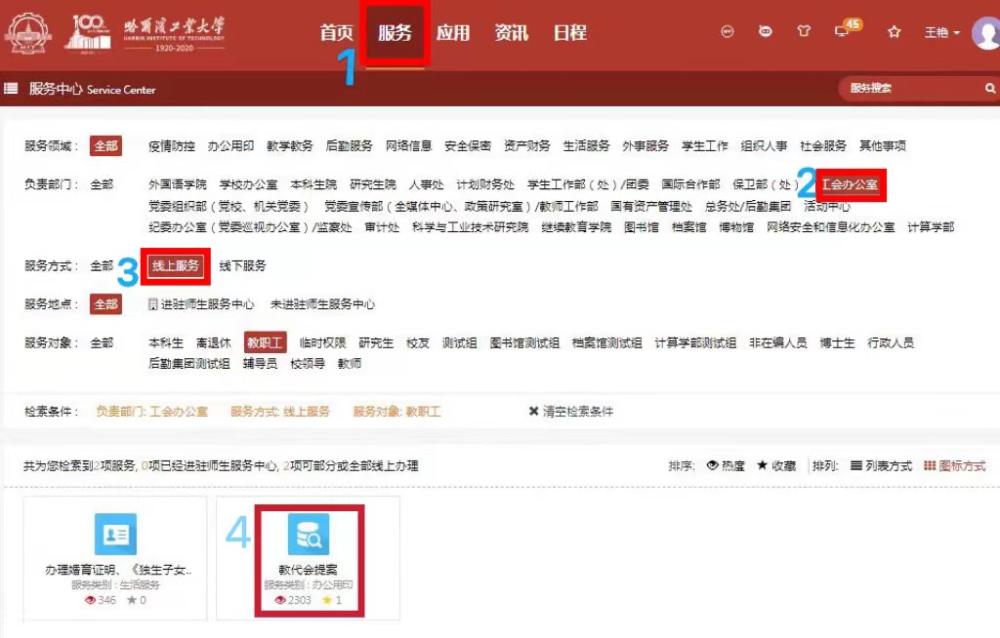 100
哈尔滨工业大学
HARBIN INSTITUTE OF TECHNOLOGY
1920-2020
首页 服务 应用 资讯 日程
45
王艳
1
服务中心 Service Center
服务搜索
服务领域： 全部 疫情防控 办公用印 教学教务 后勤服务 网络信息 安全保密 资产财务 生活服务 外事服务 学生工作 组织人事 社会服务 其他事项
2
负责部门： 全部 外国语学院 学校办公室 本科生院 研究生院 人事处 计划财务处 学生工作部（处）/团委 国际合作部 保卫部（处） 工会办公室
党委组织部（党校、机关党委） 党委宣传部（全媒体中心、政策研究室）/教师工作部 国有资产管理处 总务处/后勤集团 活动中心
纪委办公室（党委巡视办公室）/监察处 审计处 科学与工业技术研究院 继续教育学院 图书馆 档案馆 博物馆 网络安全和信息化办公室 计算学部
服务方式： 全部 3 线上服务 线下服务
服务地点： 全部 进驻师生服务中心 未进驻师生服务中心
服务对象： 全部 本科生 离退休 教职工 临时权限 研究生 校友 测试组 图书馆测试组 档案馆测试组 计算学部测试组 非在编人员 博士生 行政人员
后勤集团测试组 辅导员 校领导 教师
检索条件： 负责部门: 工会办公室 服务方式: 线上服务 服务对象: 教职工 清空检索条件
共为您检索到2项服务, 0项已经进驻师生服务中心, 2项可部分或全部线上办理 排序: 热度 收藏 排列: 列表方式 图标方式
4
办理婚育证明、《独生子女.. 教代会提案
服务类别 : 生活服务 服务类别 : 办公用印
346 0 2303 1